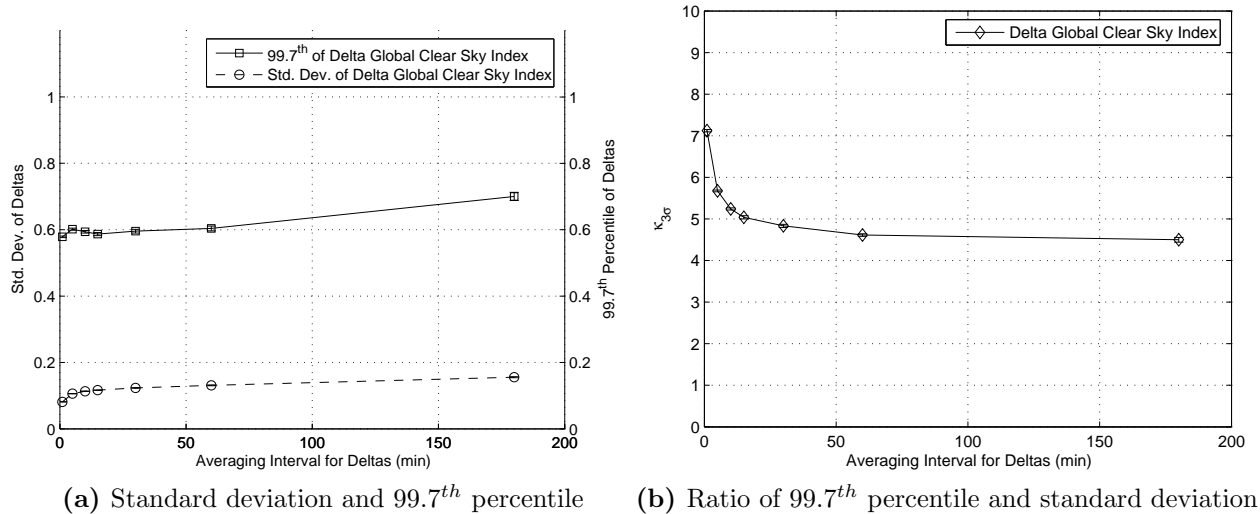 99.7th of Delta Global Clear Sky Index
Std. Dev. of Delta Global Clear Sky Index
1
0.8
0.6
0.4
0.2
0
1
0.8
0.6
0.4
0.2
0
Std. Dev. of Deltas
99.7th Percentile of Deltas
0 50 100 150 200
Averaging Interval for Deltas (min)
(a) Standard deviation and 99.7th percentile
Delta Global Clear Sky Index
10
9
8
7
6
5
4
3
2
1
0
κ3σ
0 50 100 150 200
Averaging Interval for Deltas (min)
(b) Ratio of 99.7th percentile and standard deviation